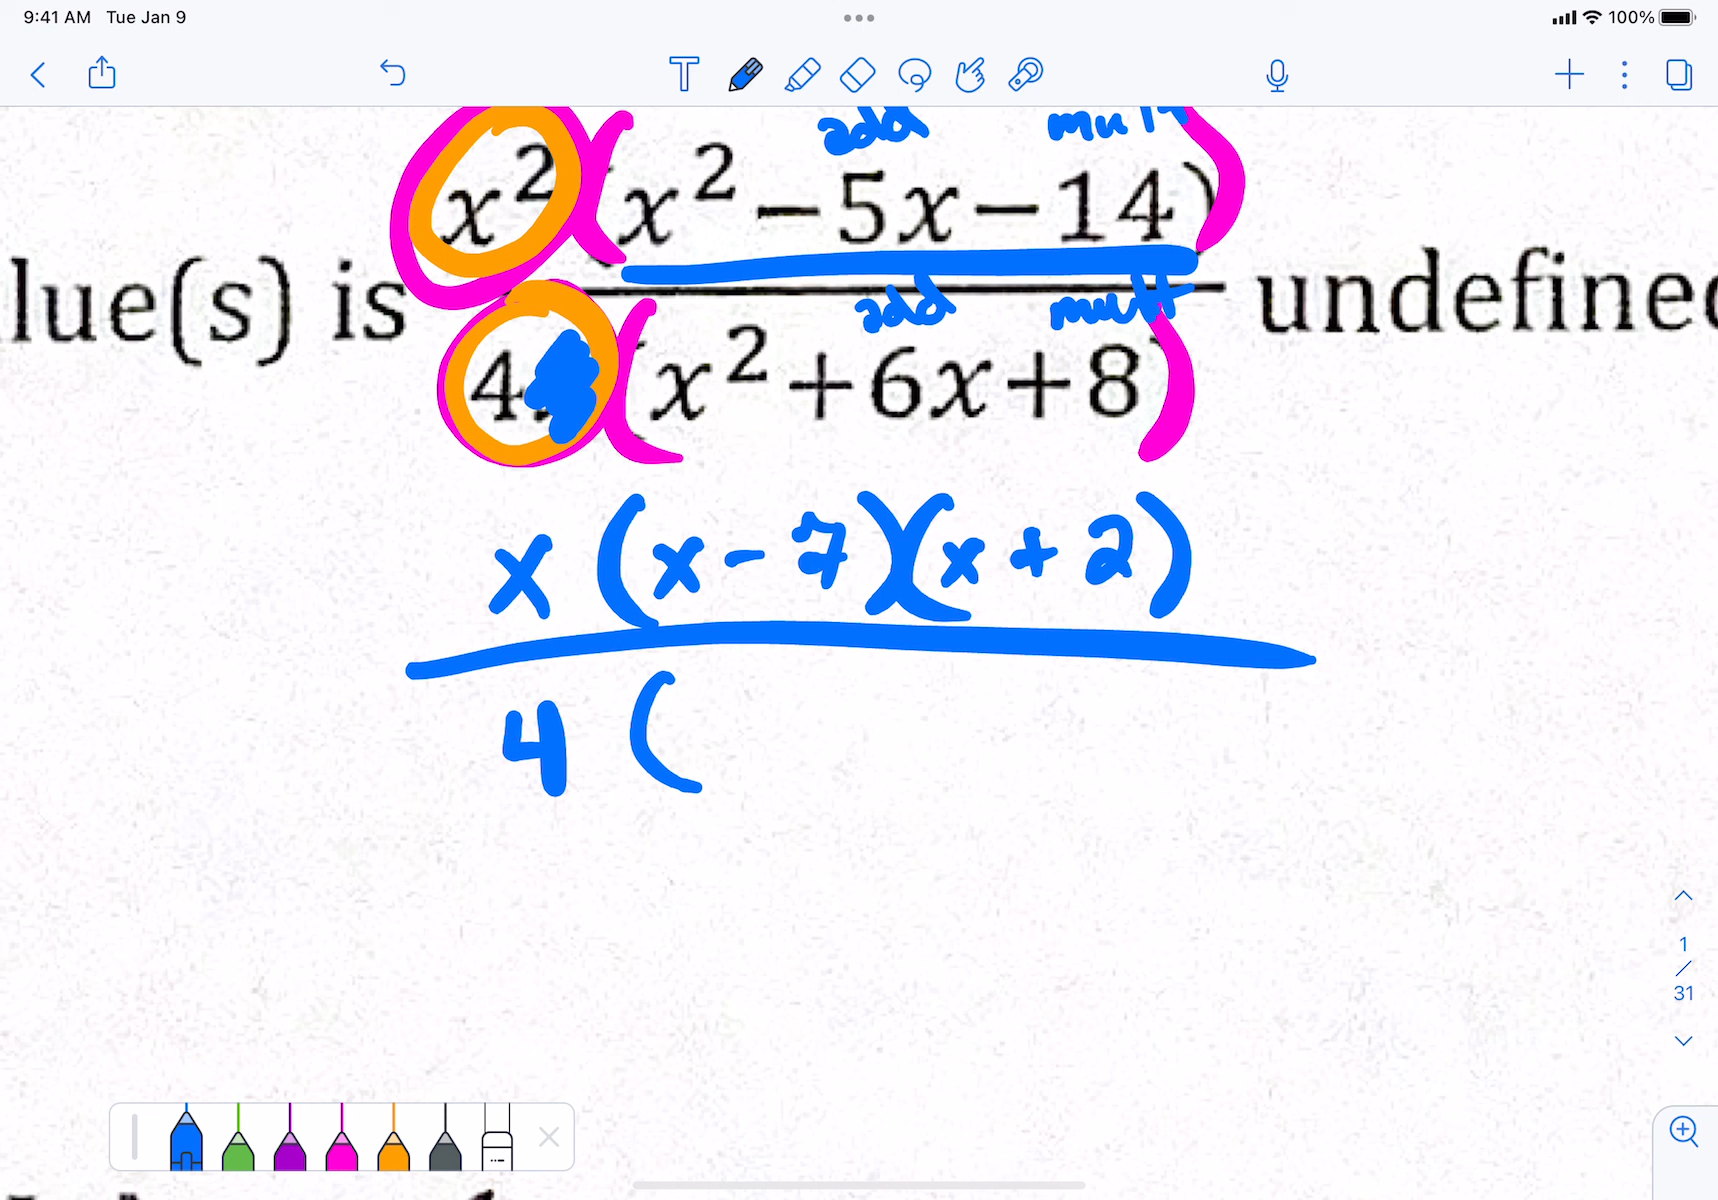 9:41 AM Tue Jan 9
100%
add mult
x²(x²−5x−14)
lue(s) is undefined
add mult
4 (x²+6x+8)
x(x-7)(x+2)
4(
1
/
31